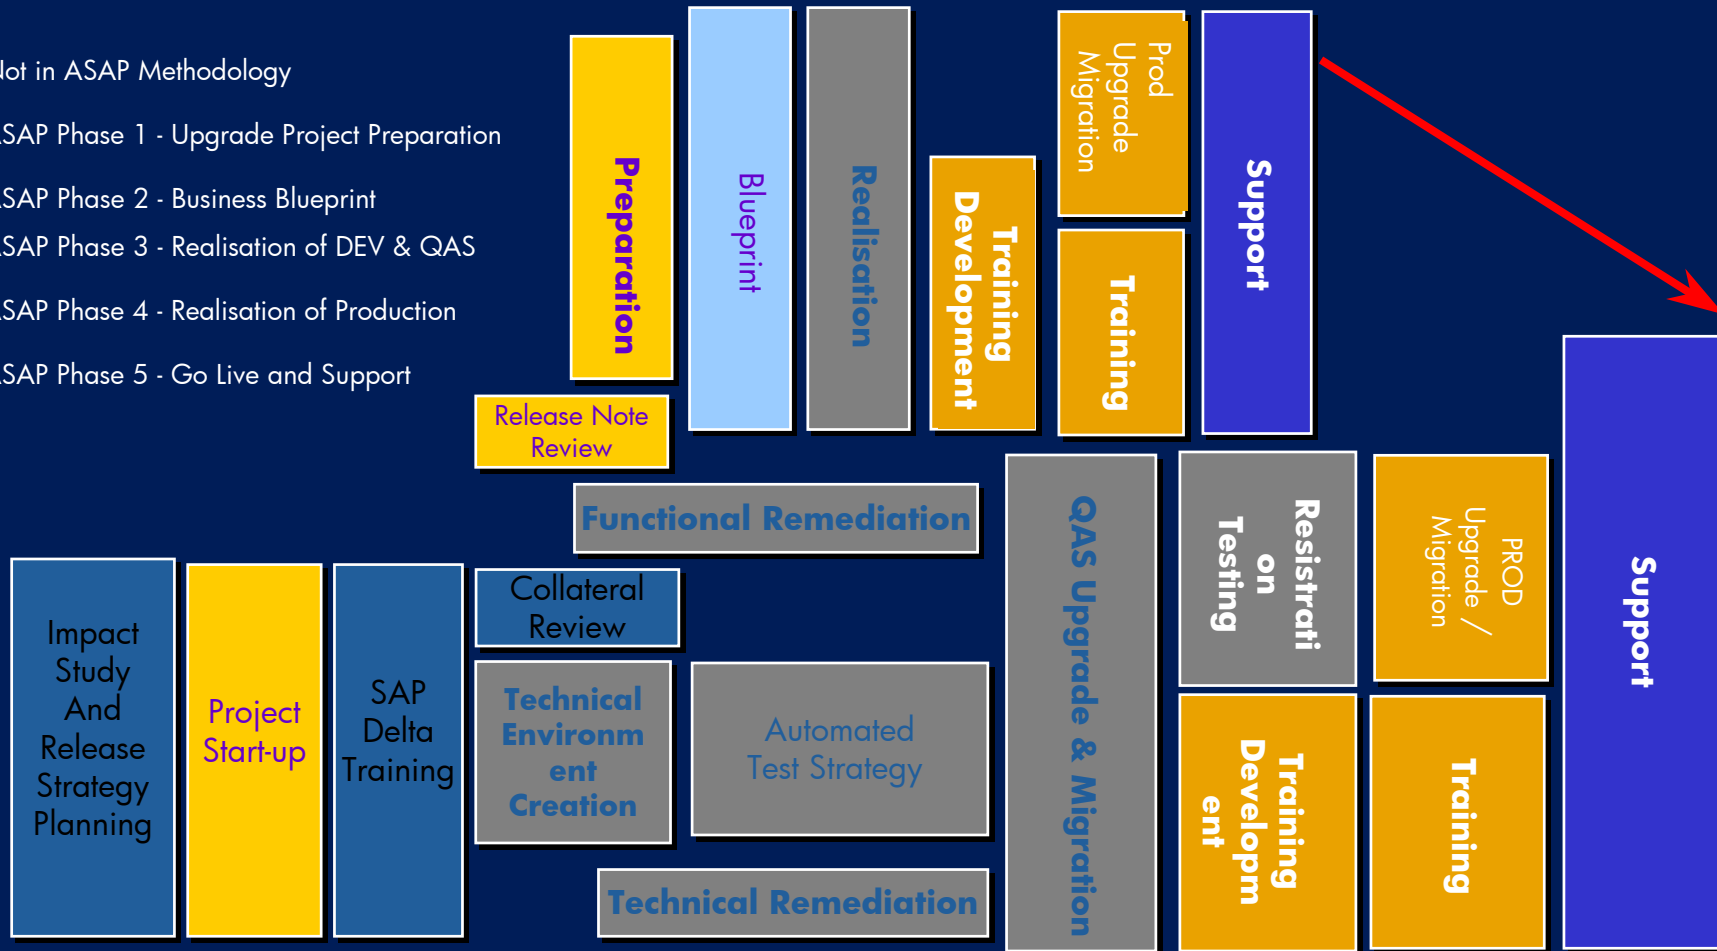 Not in ASAP Methodology
ASAP Phase 1 - Upgrade Project Preparation
ASAP Phase 2 - Business Blueprint
ASAP Phase 3 - Realisation of DEV & QAS
ASAP Phase 4 - Realisation of Production
ASAP Phase 5 - Go Live and Support
Preparation
Blueprint
Realisation
Training
Development
Prod
Upgrade
Migration
Training
Support
Release Note
Review
Functional Remediation
Impact
Study
And
Release
Strategy
Planning
Project
Start-up
SAP
Delta
Training
Collateral
Review
Technical
Environm
ent
Creation
Automated
Test Strategy
Technical Remediation
QAS Upgrade & Migration
Resistrati
on
Testing
Training
Developm
ent
PROD
Upgrade /
Migration
Training
Support